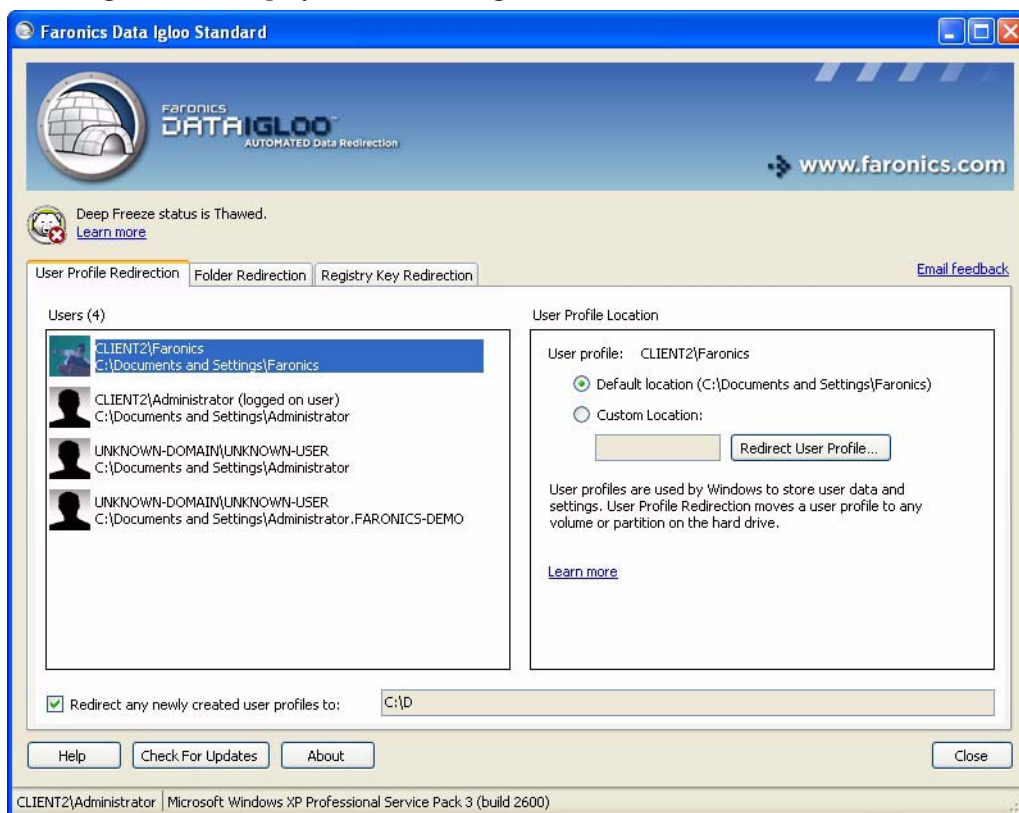 Faronics Data Igloo Standard
Faronics
DATAIGLOO™
AUTOMATED Data Redirection
www.faronics.com
Deep Freeze status is Thawed.
Learn more
User Profile Redirection
Folder Redirection
Registry Key Redirection
Email feedback
Users (4)
CLIENT2\Faronics
C:\Documents and Settings\Faronics
CLIENT2\Administrator (logged on user)
C:\Documents and Settings\Administrator
UNKNOWN-DOMAIN\UNKNOWN-USER
C:\Documents and Settings\Administrator
UNKNOWN-DOMAIN\UNKNOWN-USER
C:\Documents and Settings\Administrator.FARONICS-DEMO
User Profile Location
User profile: CLIENT2\Faronics
Default location (C:\Documents and Settings\Faronics)
Custom Location:
Redirect User Profile...
User profiles are used by Windows to store user data and
settings. User Profile Redirection moves a user profile to any
volume or partition on the hard drive.
Learn more
Redirect any newly created user profiles to: C:\D
Help
Check For Updates
About
Close
CLIENT2\Administrator
Microsoft Windows XP Professional Service Pack 3 (build 2600)